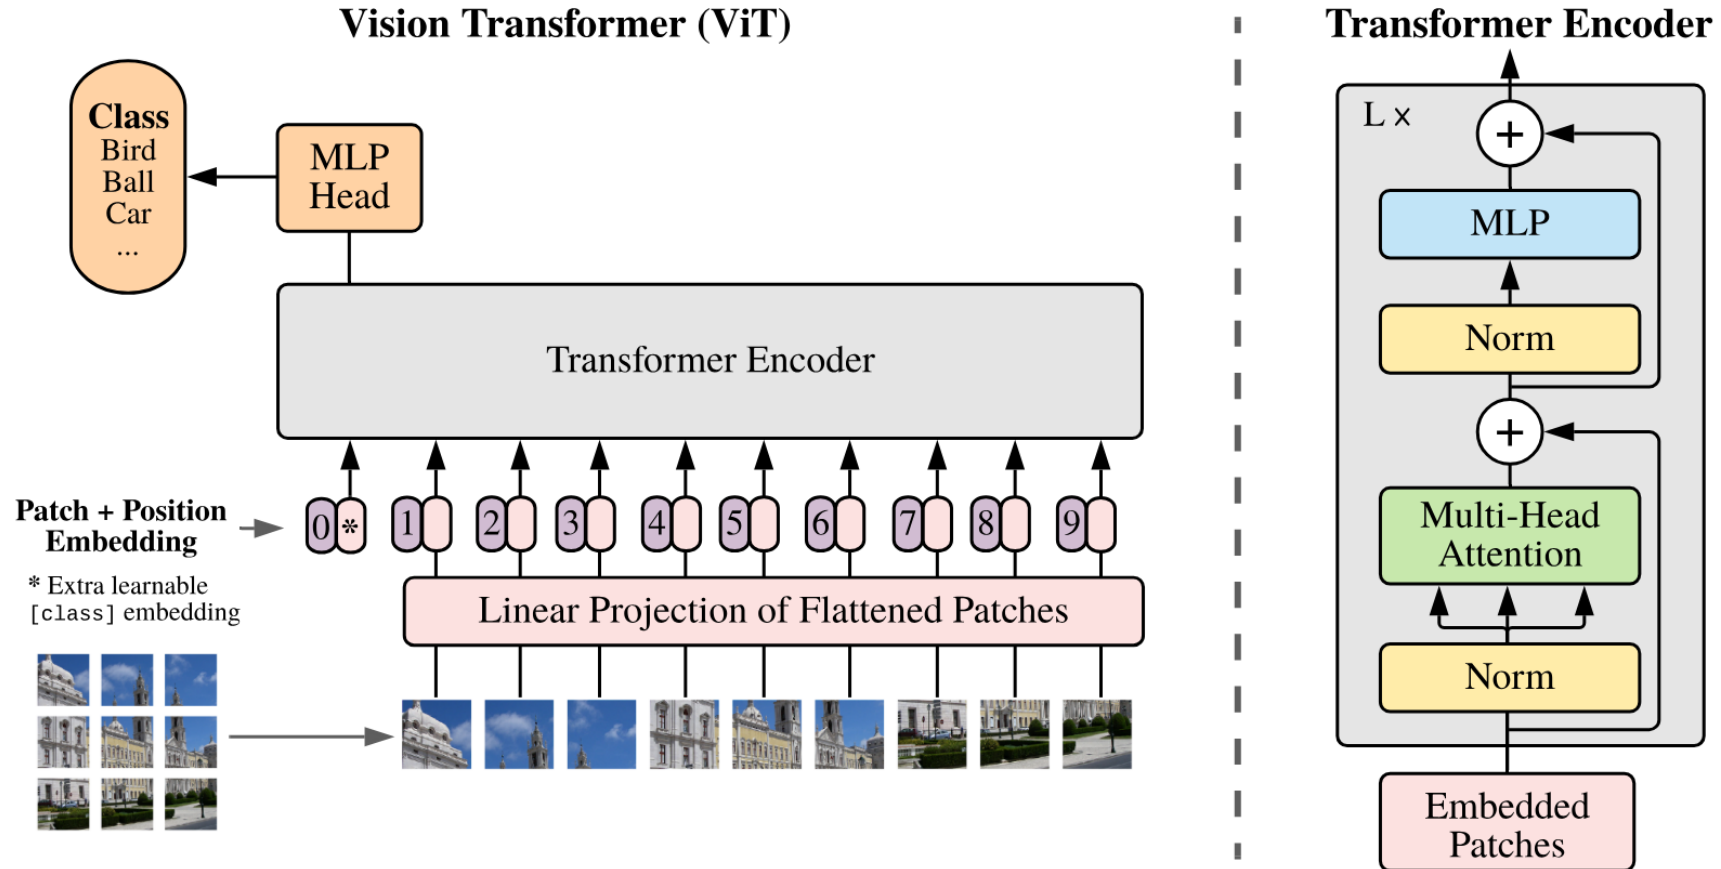 Vision Transformer (ViT)
Class
Bird
Ball
Car
...
MLP
Head
Transformer Encoder
Patch + Position
Embedding
0 * 1 2 3 4 5 6 7 8 9
* Extra learnable
[class] embedding
Linear Projection of Flattened Patches
Transformer Encoder
L ×
+
MLP
Norm
+
Multi-Head
Attention
Norm
Embedded
Patches